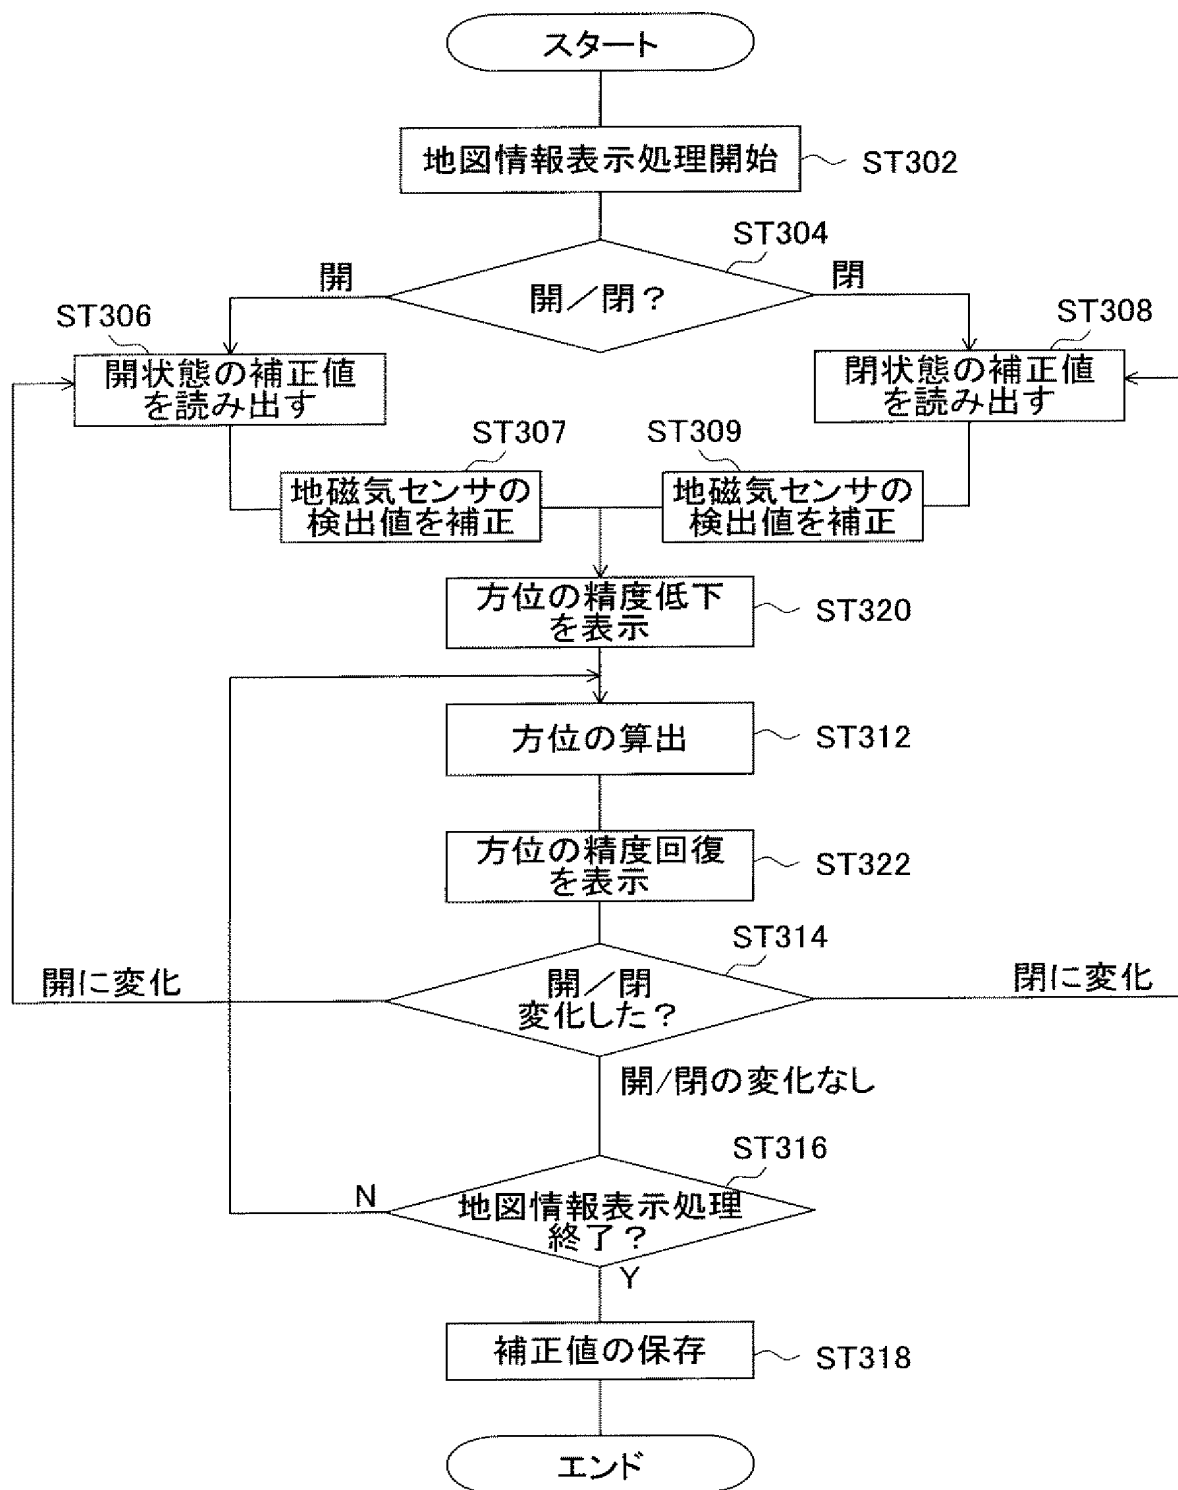 スタート
地図情報表示処理開始
ST302
ST304
開
開／閉？
閉
ST306
開状態の補正値
を読み出す
ST308
閉状態の補正値
を読み出す
ST307
地磁気センサの
検出値を補正
ST309
地磁気センサの
検出値を補正
方位の精度低下
を表示
ST320
方位の算出
ST312
方位の精度回復
を表示
ST322
ST314
開に変化
開／閉
変化した？
閉に変化
開/閉の変化なし
ST316
N
地図情報表示処理
終了？
Y
補正値の保存
ST318
エンド